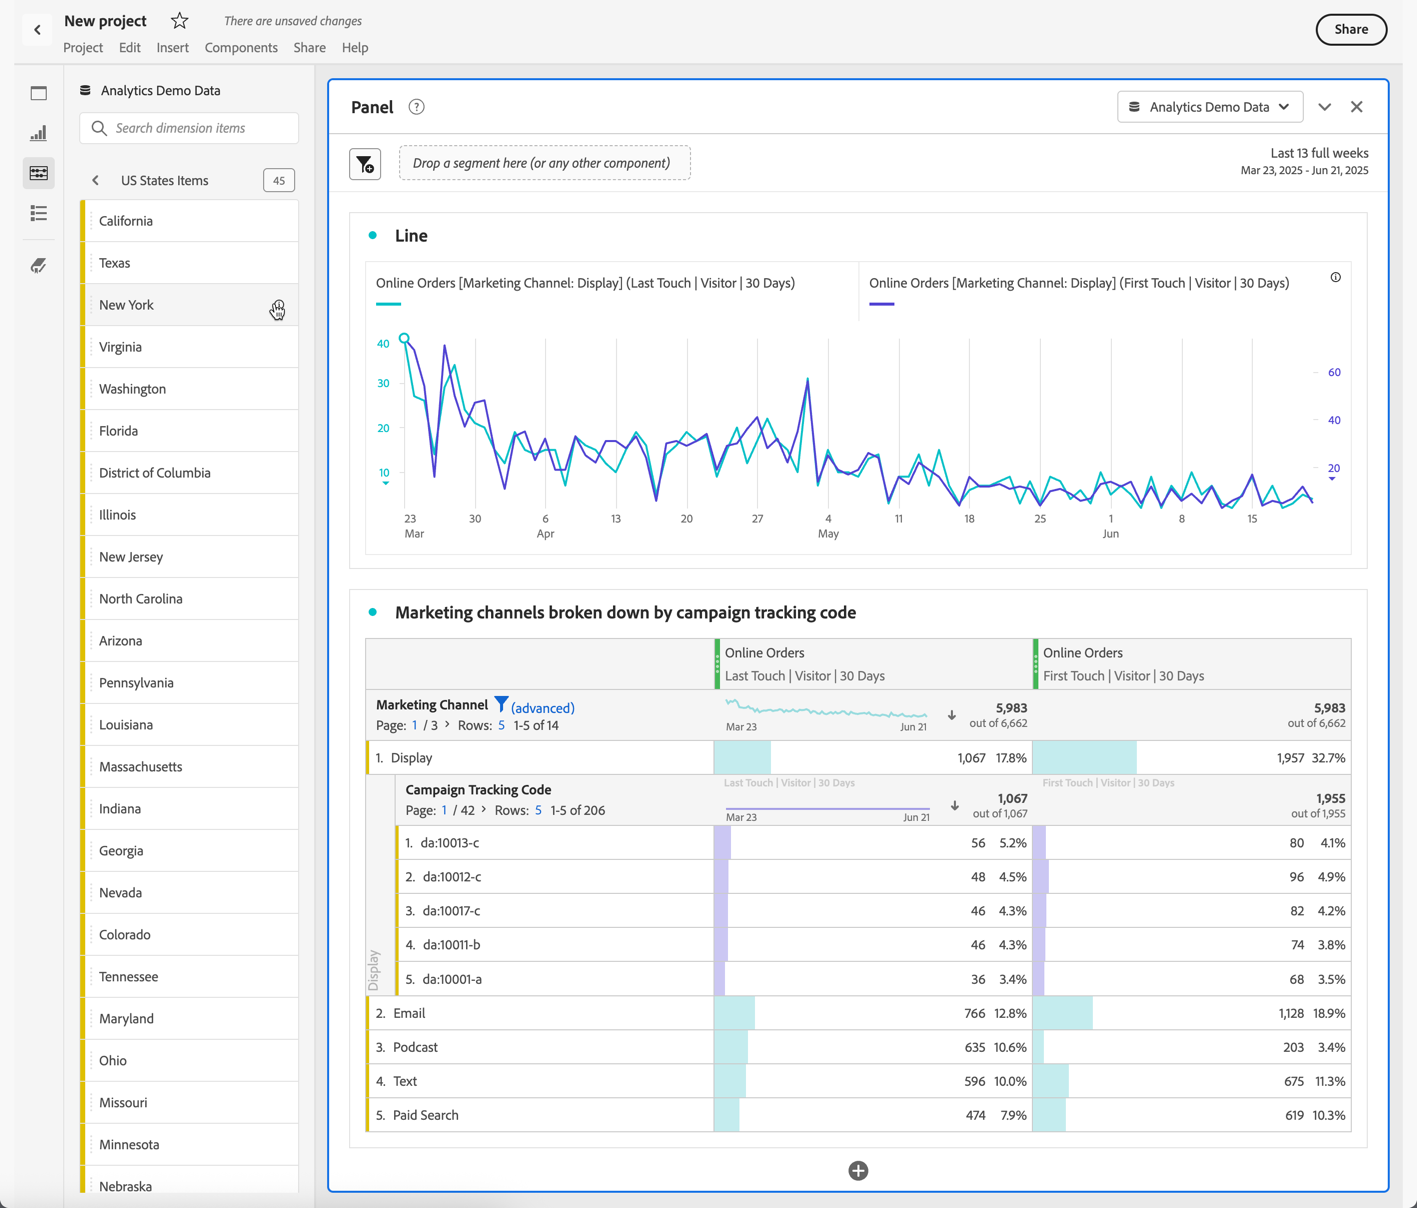 New project
There are unsaved changes
Project Edit Insert Components Share Help
Share
Analytics Demo Data
Search dimension items
US States Items 45
California
Texas
New York
Virginia
Washington
Florida
District of Columbia
Illinois
New Jersey
North Carolina
Arizona
Pennsylvania
Louisiana
Massachusetts
Indiana
Georgia
Nevada
Colorado
Tennessee
Maryland
Ohio
Missouri
Minnesota
Nebraska
Panel ?
Analytics Demo Data
Drop a segment here (or any other component)
Last 13 full weeks
Mar 23, 2025 - Jun 21, 2025
Line
Online Orders [Marketing Channel: Display] (Last Touch | Visitor | 30 Days)
Online Orders [Marketing Channel: Display] (First Touch | Visitor | 30 Days)
40
30
20
10
60
40
20
23 30 6 13 20 27 4 11 18 25 1 8 15
Mar Apr May Jun
Marketing channels broken down by campaign tracking code
Online Orders Online Orders
Last Touch | Visitor | 30 Days First Touch | Visitor | 30 Days
Marketing Channel (advanced)
Page: 1 / 3 > Rows: 5 1-5 of 14
Mar 23 Jun 21
5,983
out of 6,662
5,983
out of 6,662
1. Display 1,067 17.8% 1,957 32.7%
Last Touch | Visitor | 30 Days First Touch | Visitor | 30 Days
Campaign Tracking Code
Page: 1 / 42 > Rows: 5 1-5 of 206
Mar 23 Jun 21
1,067
out of 1,067
1,955
out of 1,955
Display
1. da:10013-c 56 5.2% 80 4.1%
2. da:10012-c 48 4.5% 96 4.9%
3. da:10017-c 46 4.3% 82 4.2%
4. da:10011-b 46 4.3% 74 3.8%
5. da:10001-a 36 3.4% 68 3.5%
2. Email 766 12.8% 1,128 18.9%
3. Podcast 635 10.6% 203 3.4%
4. Text 596 10.0% 675 11.3%
5. Paid Search 474 7.9% 619 10.3%